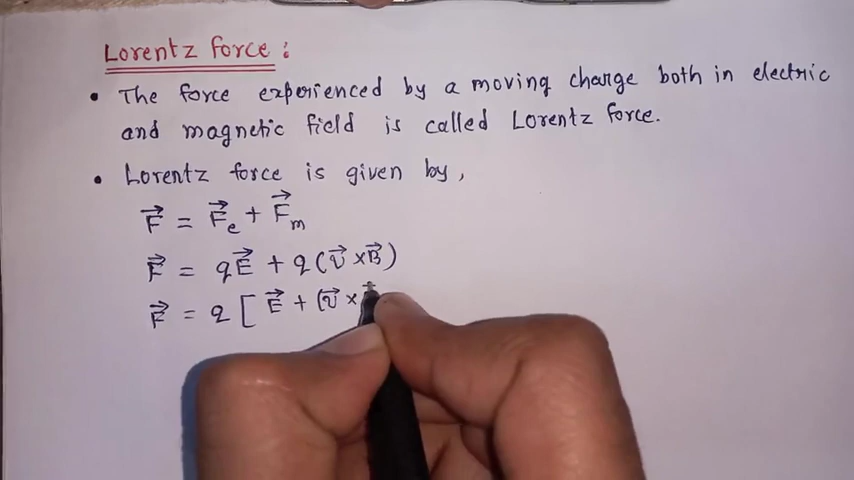 Lorentz force :
• The force experienced by a moving charge both in electric
and magnetic field is called Lorentz force.
• Lorentz force is given by,
F⃗ = F⃗e + F⃗m
F⃗ = qE⃗ + q(v⃗ × B⃗)
F⃗ = q[ E⃗ + (v⃗ ×